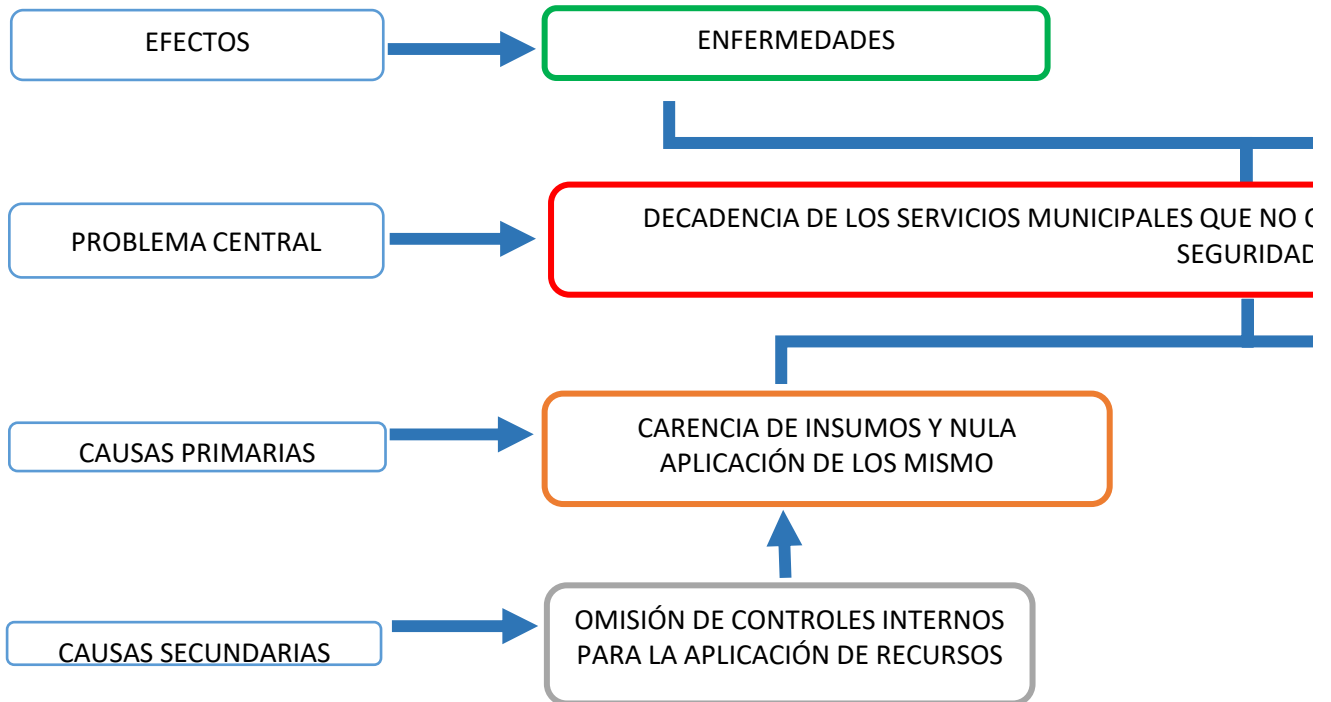 EFECTOS
ENFERMEDADES
PROBLEMA CENTRAL
DECADENCIA DE LOS SERVICIOS MUNICIPALES QUE NO
SEGURIDAD
CAUSAS PRIMARIAS
CARENCIA DE INSUMOS Y NULA
APLICACIÓN DE LOS MISMO
CAUSAS SECUNDARIAS
OMISIÓN DE CONTROLES INTERNOS
PARA LA APLICACIÓN DE RECURSOS